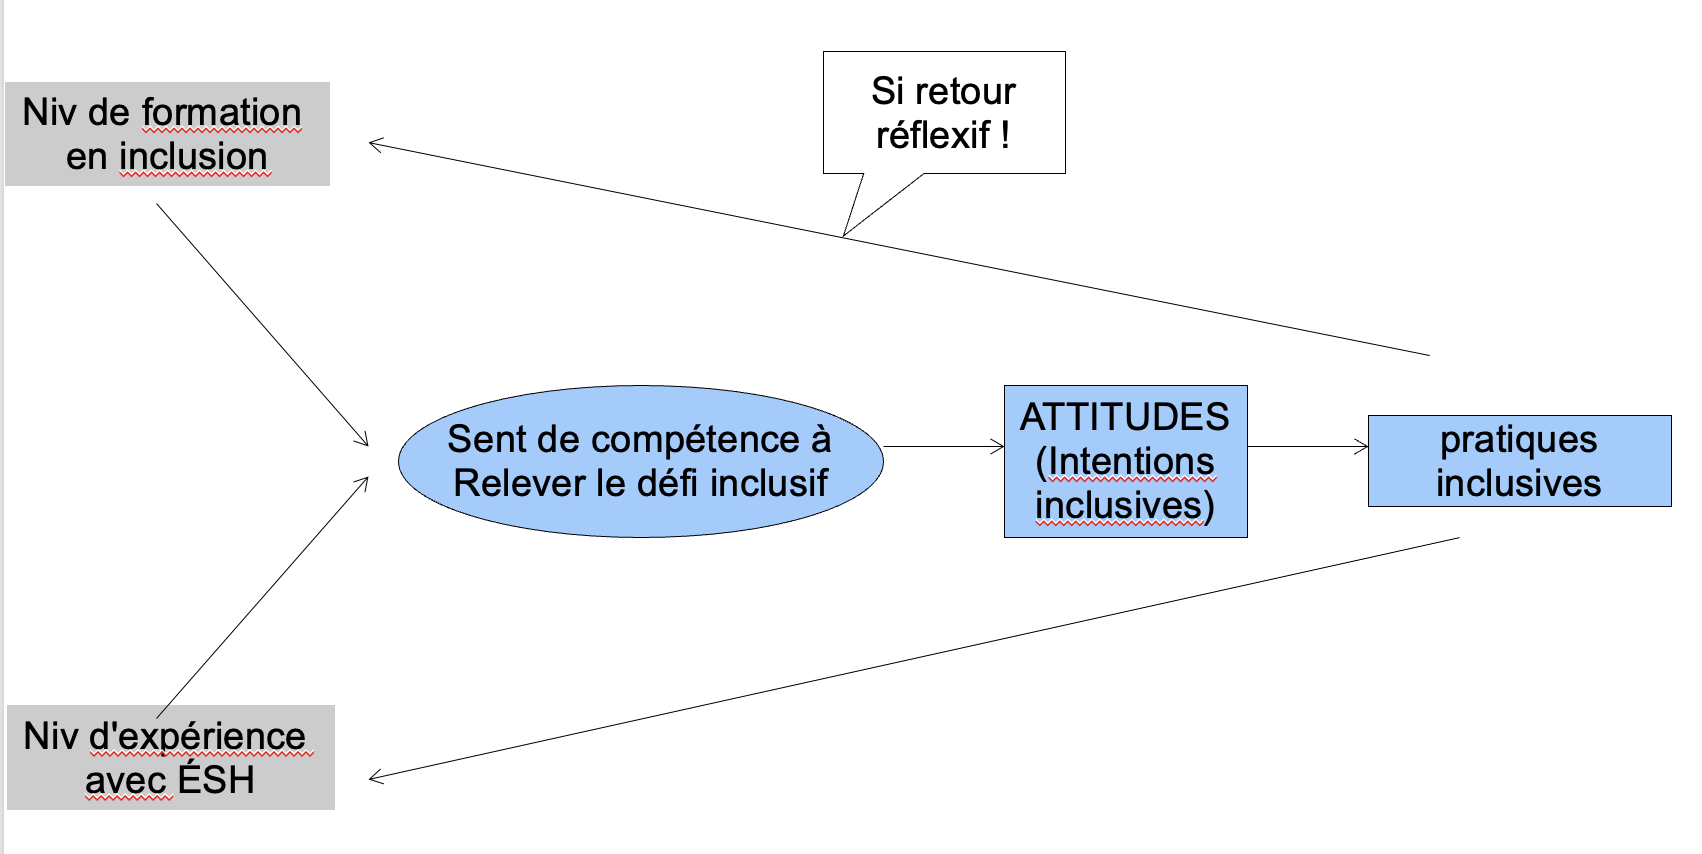 Si retour
réflexif !
Niv de formation
en inclusion
Sent de compétence à
Relever le défi inclusif
ATTITUDES
(Intentions
inclusives)
pratiques
inclusives
Niv d'expérience
avec ÉSH